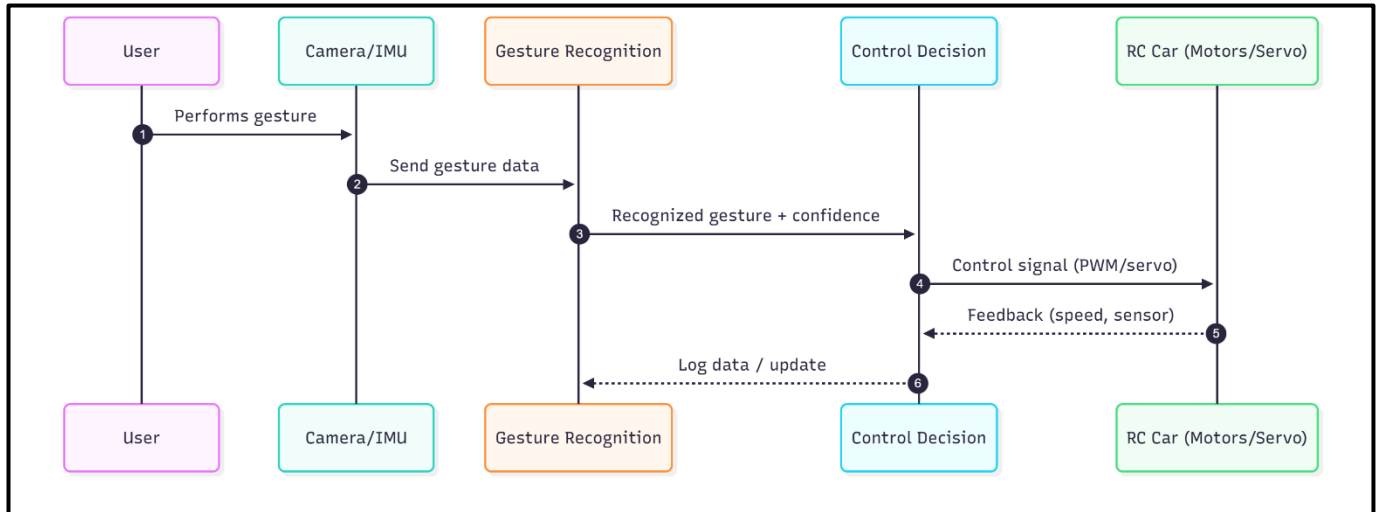 User
Camera/IMU
Gesture Recognition
Control Decision
RC Car (Motors/Servo)
Performs gesture
1
Send gesture data
2
Recognized gesture + confidence
3
Control signal (PWM/servo)
4
Feedback (speed, sensor)
5
Log data / update
6
User
Camera/IMU
Gesture Recognition
Control Decision
RC Car (Motors/Servo)